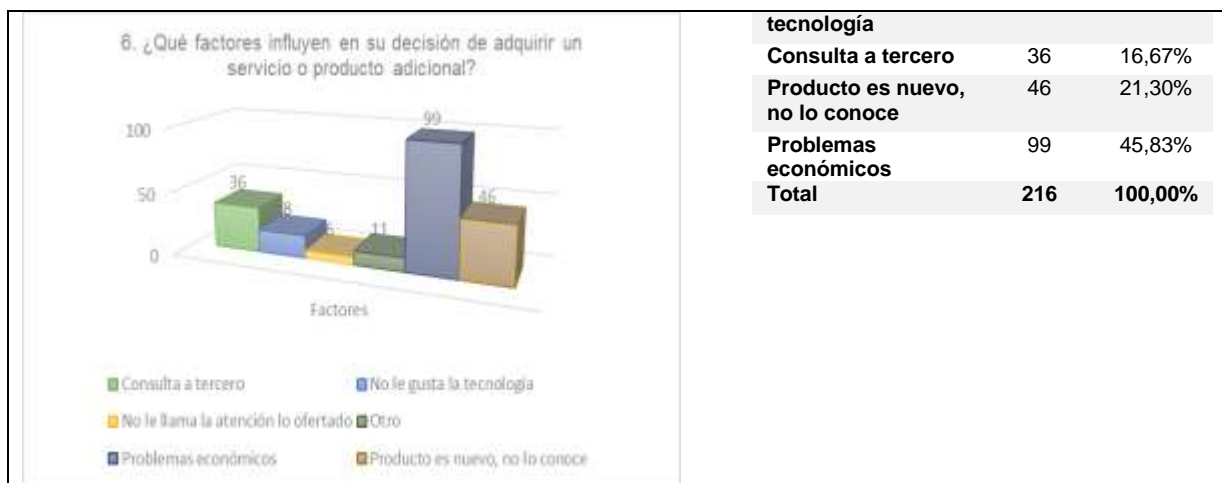 6. ¿Qué factores influyen en su decisión de adquirir un
servicio o producto adicional?
100
50
0
36
8
6
11
99
46
Factores
Consulta a tercero
No le gusta la tecnología
No le llama la atención lo ofertado
Otro
Problemas económicos
Producto es nuevo, no lo conoce
tecnología
Consulta a tercero 36 16,67%
Producto es nuevo, 46 21,30%
no lo conoce
Problemas 99 45,83%
económicos
Total 216 100,00%